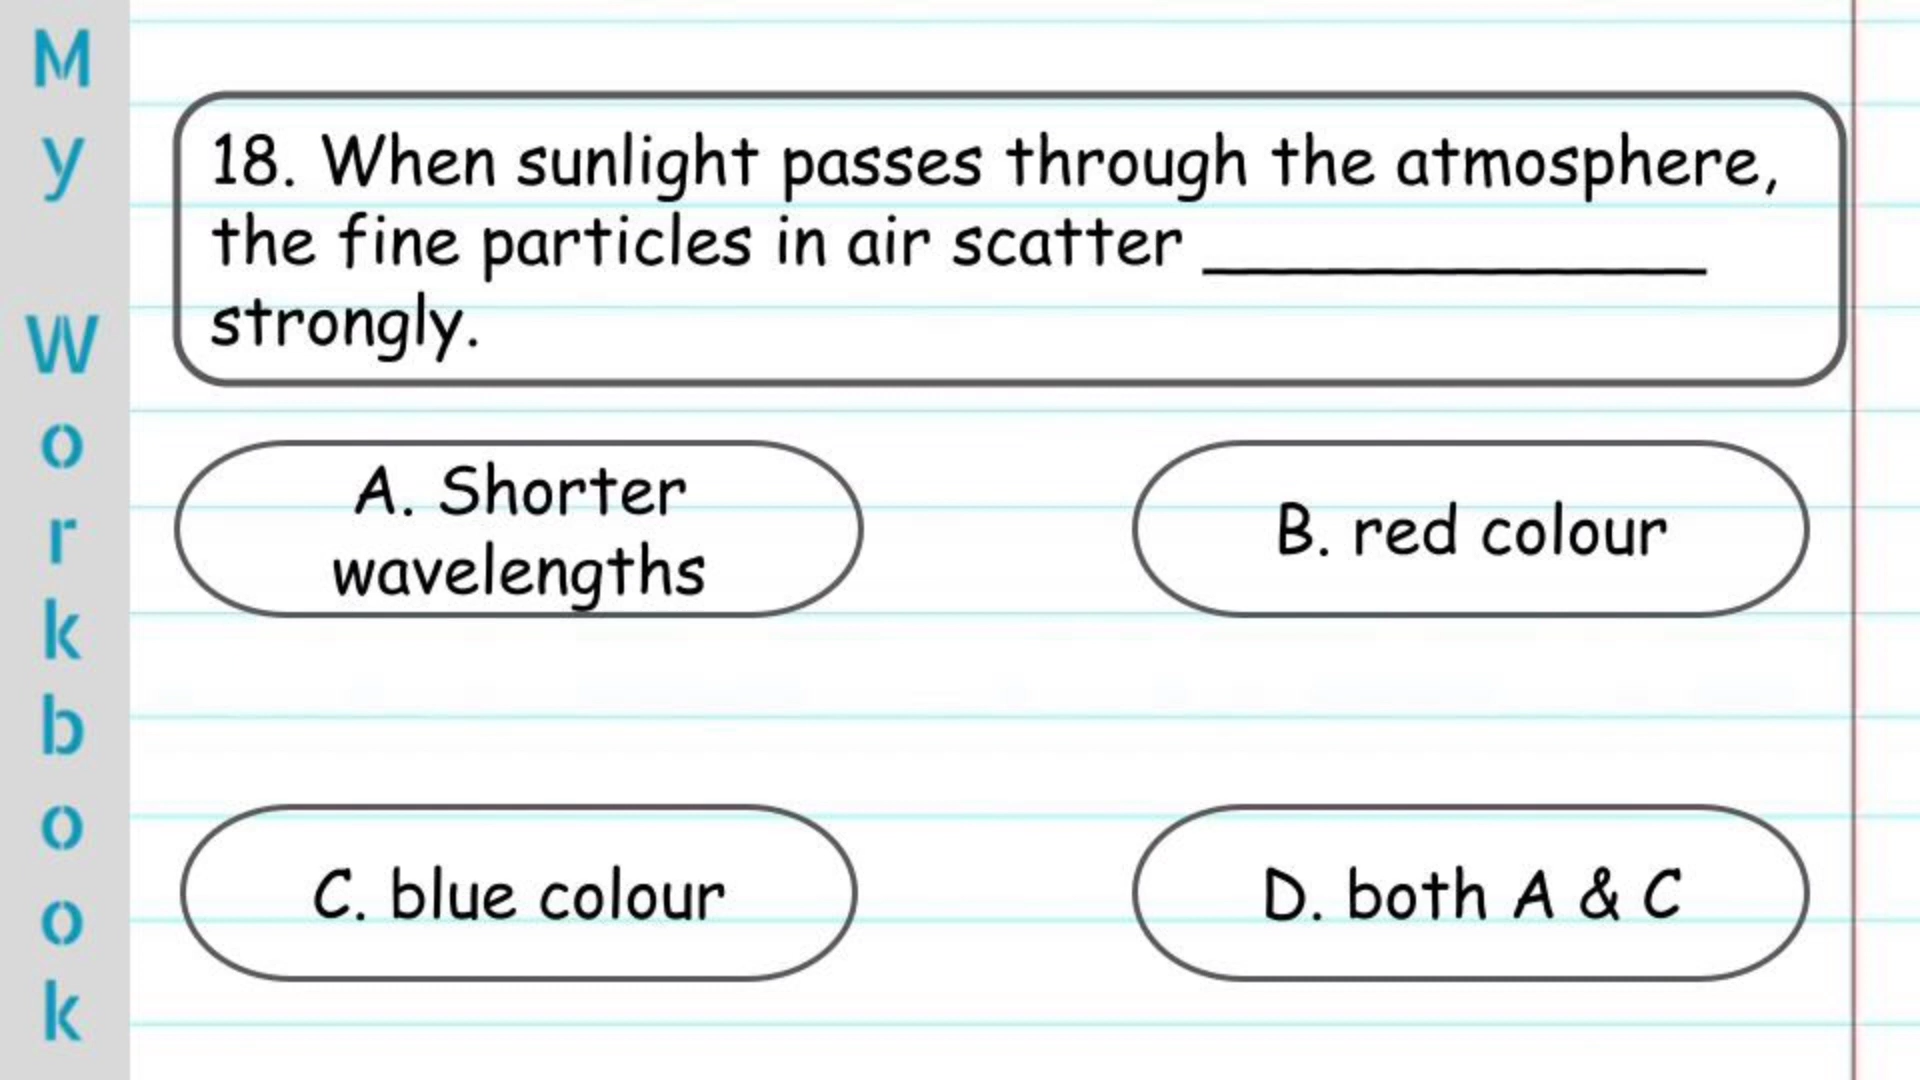 My Workbook
18. When sunlight passes through the atmosphere,
the fine particles in air scatter _______________
strongly.
A. Shorter
wavelengths
B. red colour
C. blue colour
D. both A & C